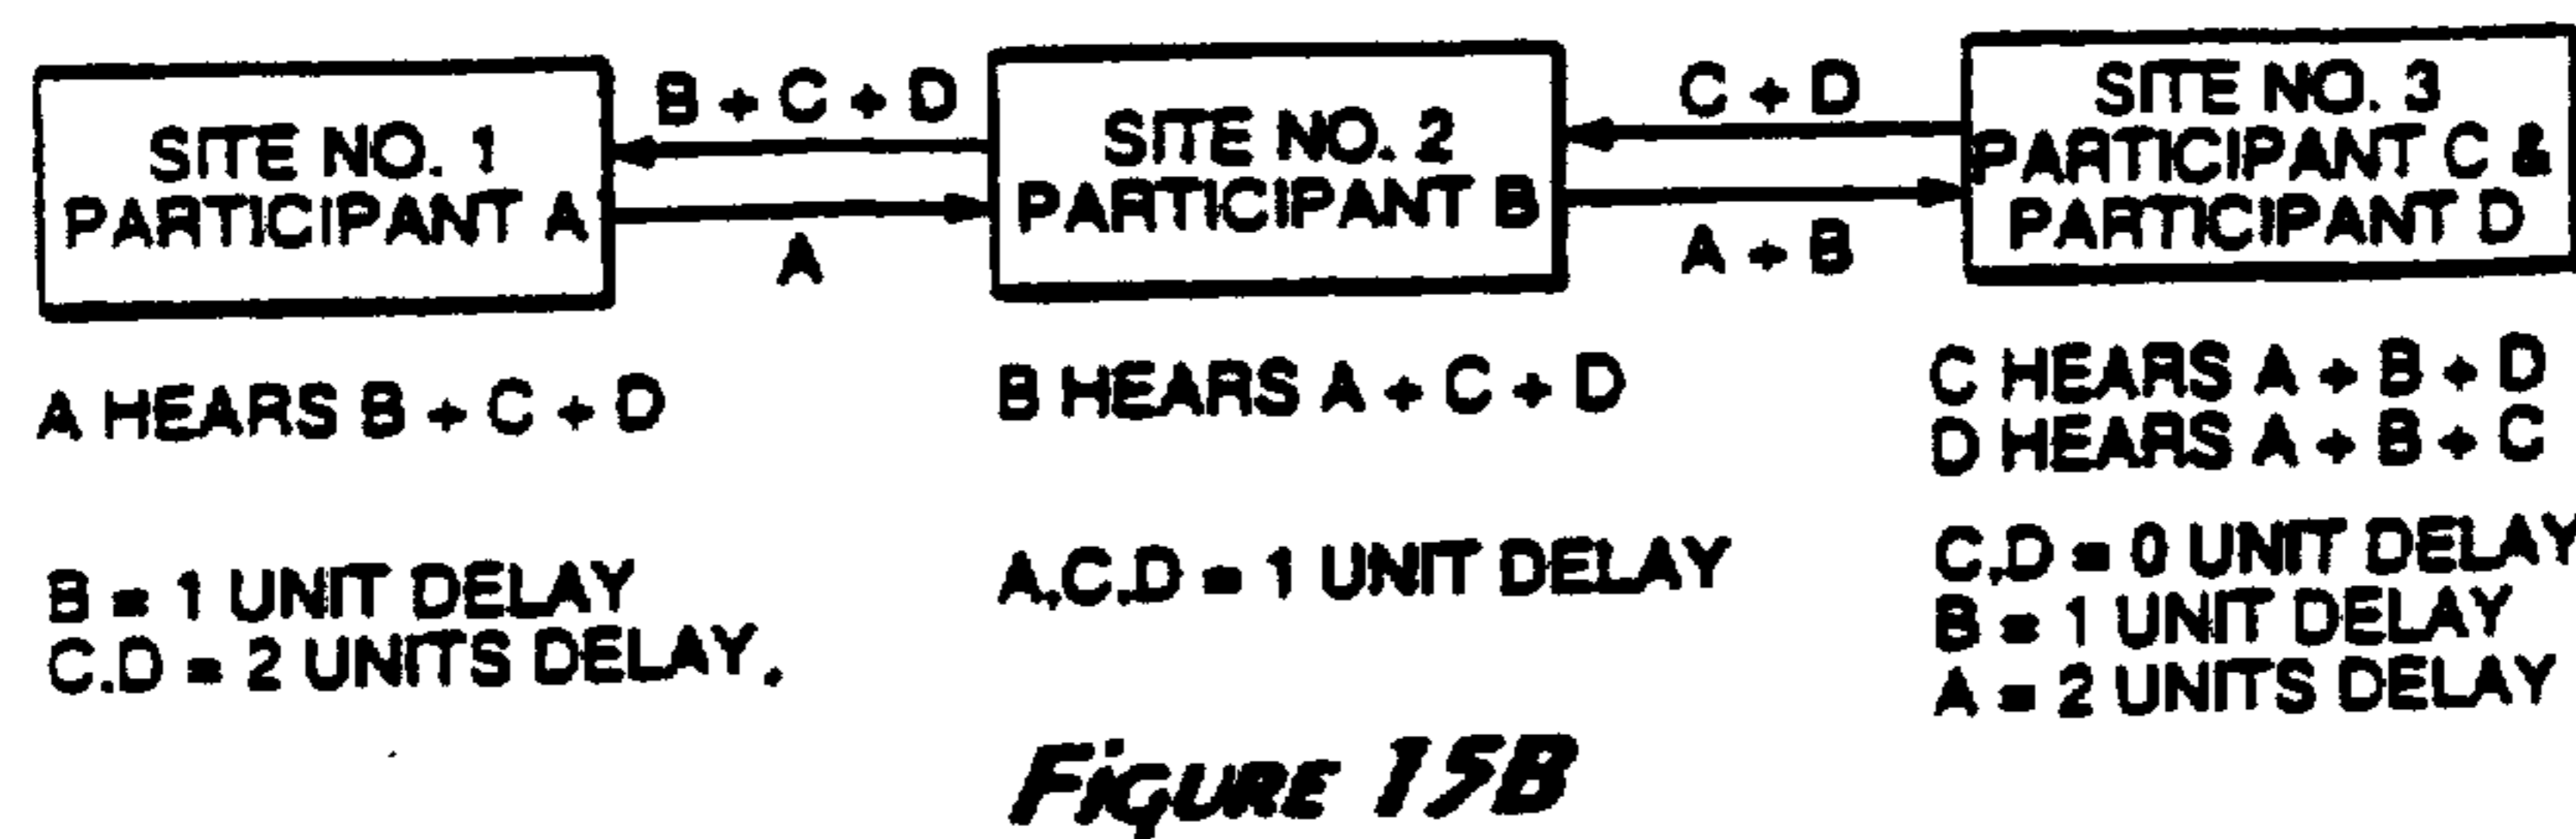 SITE NO. 1
PARTICIPANT A
B + C + D
A
SITE NO. 2
PARTICIPANT B
C + D
A + B
SITE NO. 3
PARTICIPANT C &
PARTICIPANT D
A HEARS B + C + D
B HEARS A + C + D
C HEARS A + B + D
D HEARS A + B + C
B = 1 UNIT DELAY
C.D = 2 UNITS DELAY.
A,C,D = 1 UNIT DELAY
C,D = 0 UNIT DELAY
B = 1 UNIT DELAY
A = 2 UNITS DELAY
FIGURE 15B